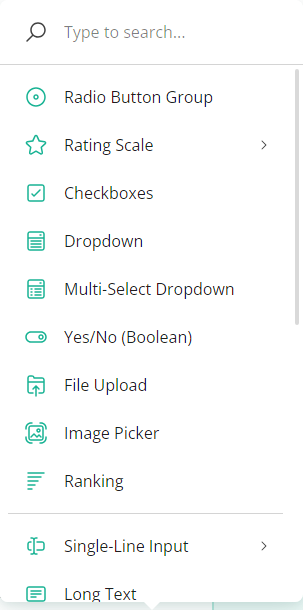 Type to search...
Radio Button Group
Rating Scale
Checkboxes
Dropdown
Multi-Select Dropdown
Yes/No (Boolean)
File Upload
Image Picker
Ranking
Single-Line Input
Long Text